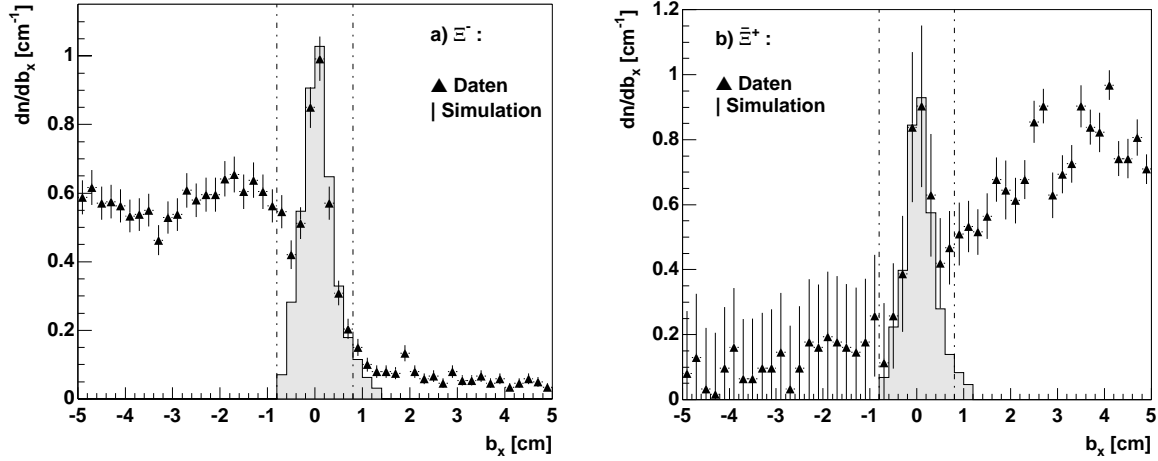 dn/db_x [cm⁻¹]
1
0.8
0.6
0.4
0.2
0
a) Ξ⁻ :
▲ Daten
| Simulation
-5 -4 -3 -2 -1 0 1 2 3 4 5
b_x [cm]
dn/db_x [cm⁻¹]
1.2
1
0.8
0.6
0.4
0.2
0
b) Ξ̄⁺ :
▲ Daten
| Simulation
-5 -4 -3 -2 -1 0 1 2 3 4 5
b_x [cm]